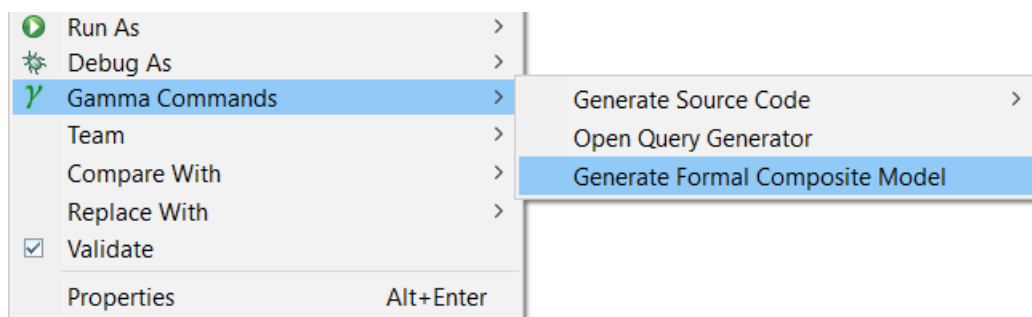 Run As
Debug As
γ Gamma Commands
Generate Source Code
Open Query Generator
Generate Formal Composite Model
Team
Compare With
Replace With
Validate
Properties Alt+Enter